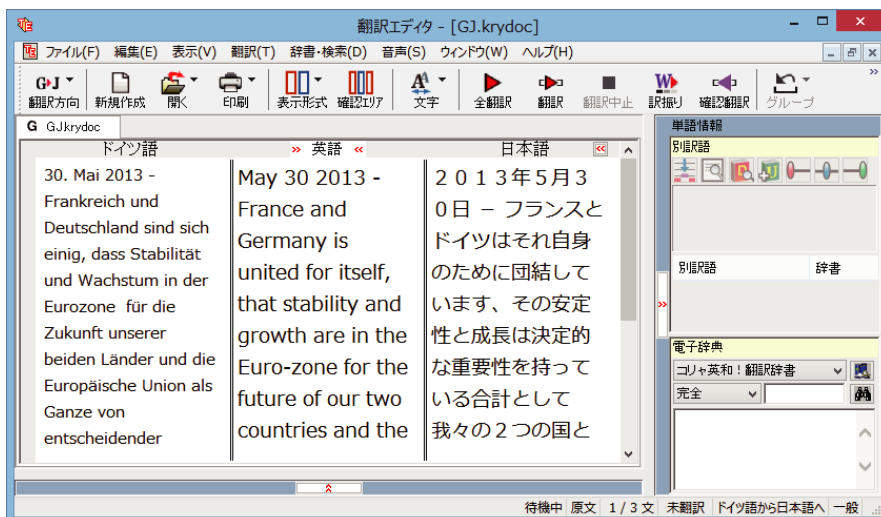 翻訳エディタ - [GJ.krydoc]
ファイル(F) 編集(E) 表示(V) 翻訳(T) 辞書・検索(D) 音声(S) ウィンドウ(W) ヘルプ(H)
G›J
翻訳方向 新規作成 開く 印刷 表示形式 確認エリア 文字 全翻訳 翻訳 翻訳中止 訳振り 確認翻訳 グループ
G GJ.krydoc
ドイツ語
30. Mai 2013 -
Frankreich und
Deutschland sind sich
einig, dass Stabilität
und Wachstum in der
Eurozone für die
Zukunft unserer
beiden Länder und die
Europäische Union als
Ganze von
entscheidender
» 英語 «
May 30 2013 -
France and
Germany is
united for itself,
that stability and
growth are in the
Euro-zone for the
future of our two
countries and the
日本語
２０１３年５月３
０日 − フランスと
ドイツはそれ自身
のために団結して
います、その安定
性と成長は決定的
な重要性を持って
いる合計として
我々の２つの国と
単語情報
別訳語
別訳語 辞書
電子辞典
コリャ英和！翻訳辞書
完全
待機中 原文 1 / 3 文 未翻訳 ドイツ語から日本語へ 一般